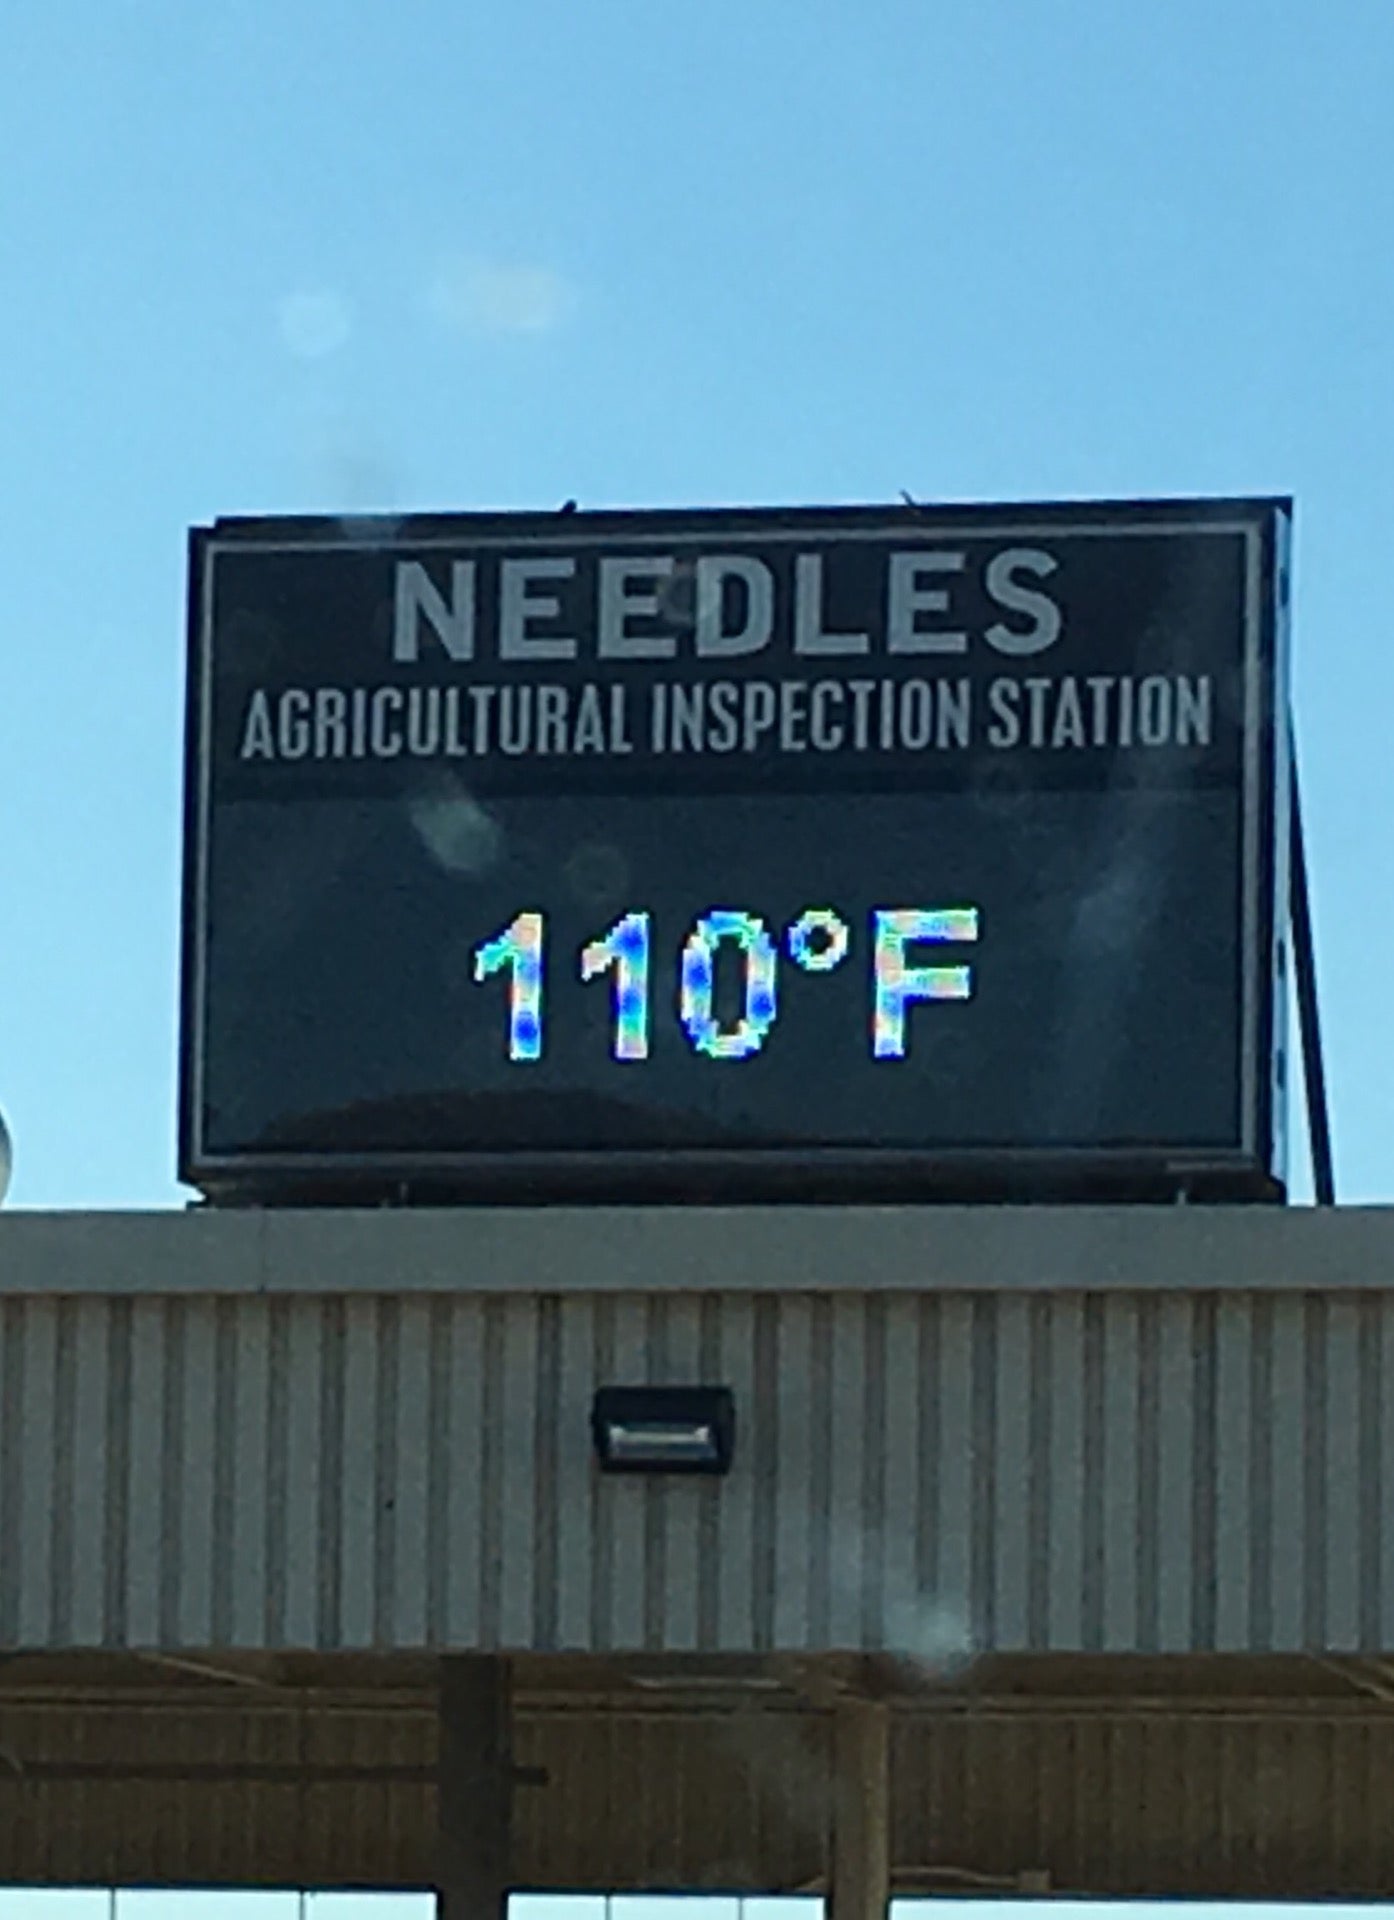 NEEDLES
AGRICULTURAL INSPECTION STATION
110°F